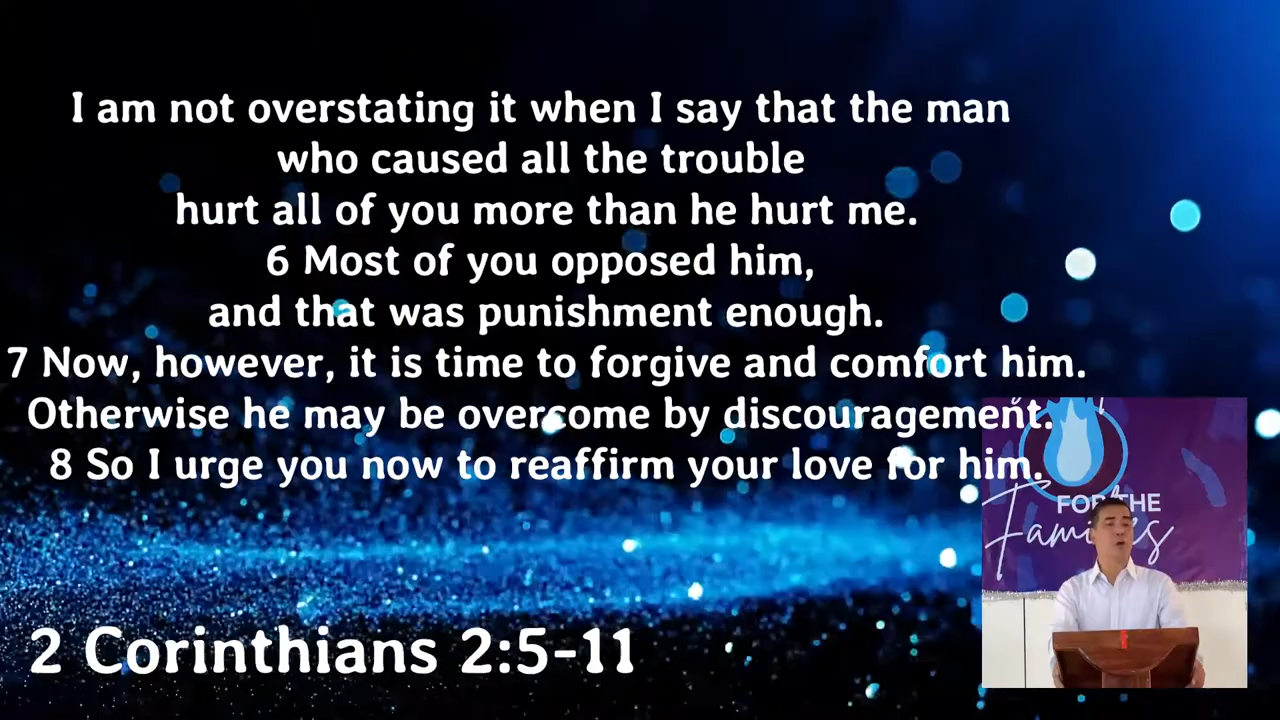 I am not overstating it when I say that the man
who caused all the trouble
hurt all of you more than he hurt me.
6 Most of you opposed him,
and that was punishment enough.
7 Now, however, it is time to forgive and comfort him.
Otherwise he may be overcome by discouragement.
8 So I urge you now to reaffirm your love for him.
FOR THE
Families
2 Corinthians 2:5-11